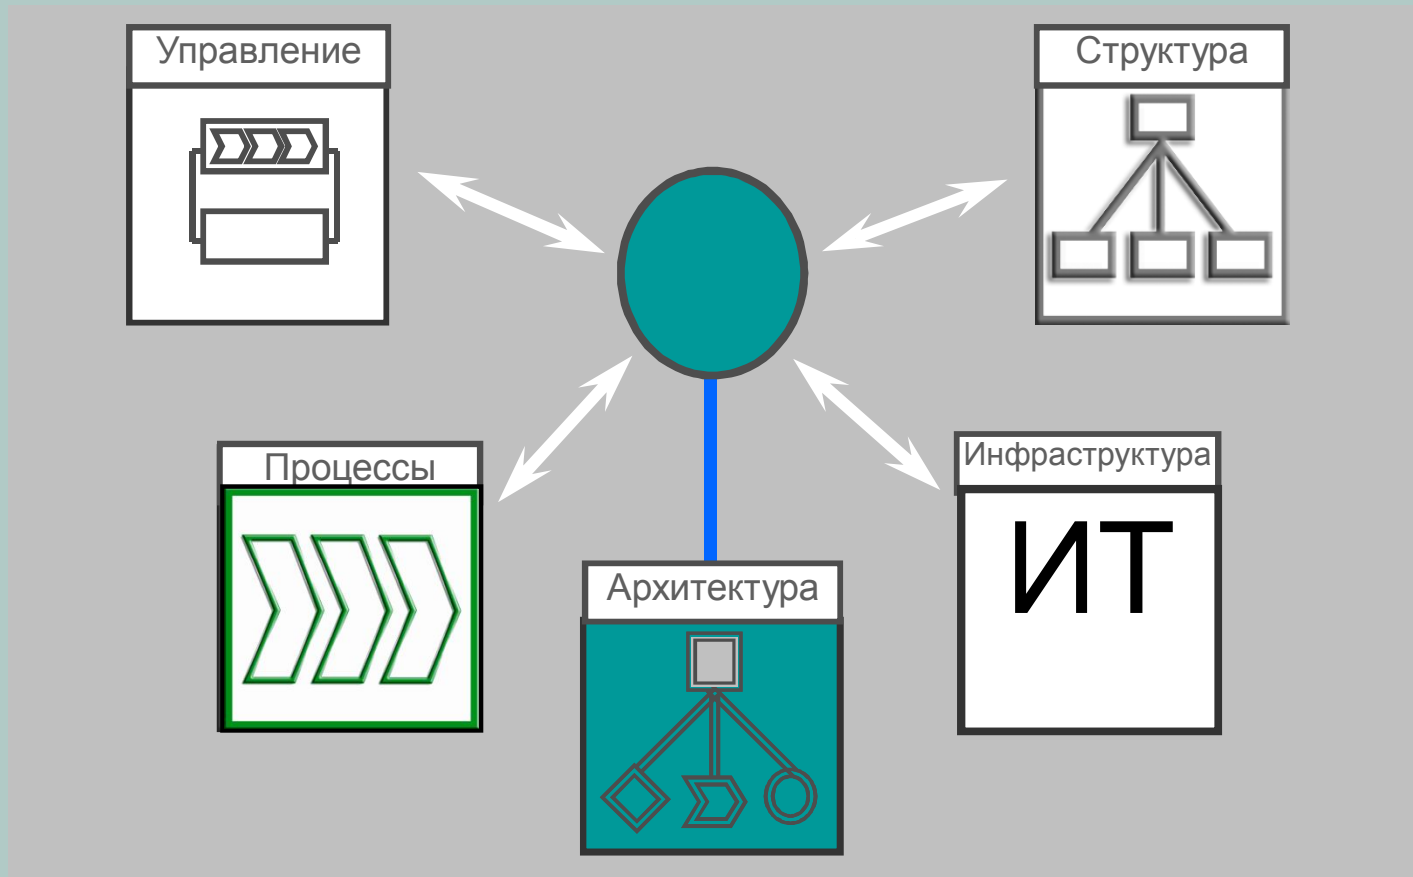 Управление
Структура
Процессы
Инфраструктура
ИТ
Архитектура